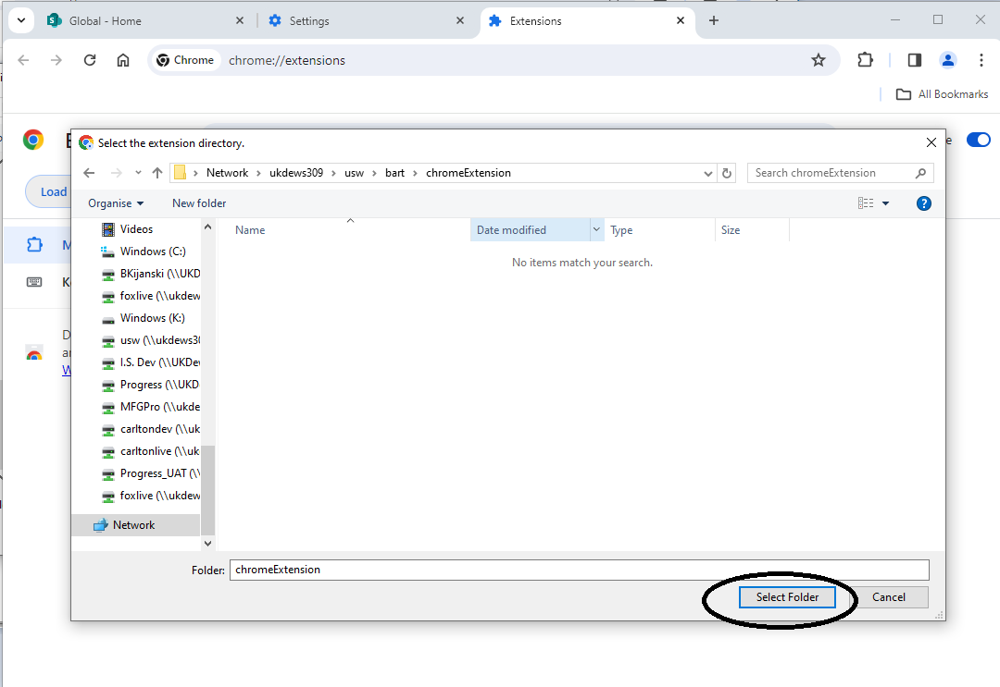 Global - Home
Settings
Extensions
Chrome
chrome://extensions
All Bookmarks
Select the extension directory.
Network
ukdews309
usw
bart
chromeExtension
Search chromeExtension
Load
Organise
New folder
Name
Date modified
Type
Size
No items match your search.
Videos
Windows (C:)
BKijanski (\\UKD
foxlive (\\ukdew
Windows (K:)
usw (\\ukdews30
I.S. Dev (\\UKDe
Progress (\\UKD
MFGPro (\\ukde
carltondev (\\uk
carltonlive (\\uk
Progress_UAT (\\
foxlive (\\ukdew
Network
Folder:
chromeExtension
Select Folder
Cancel